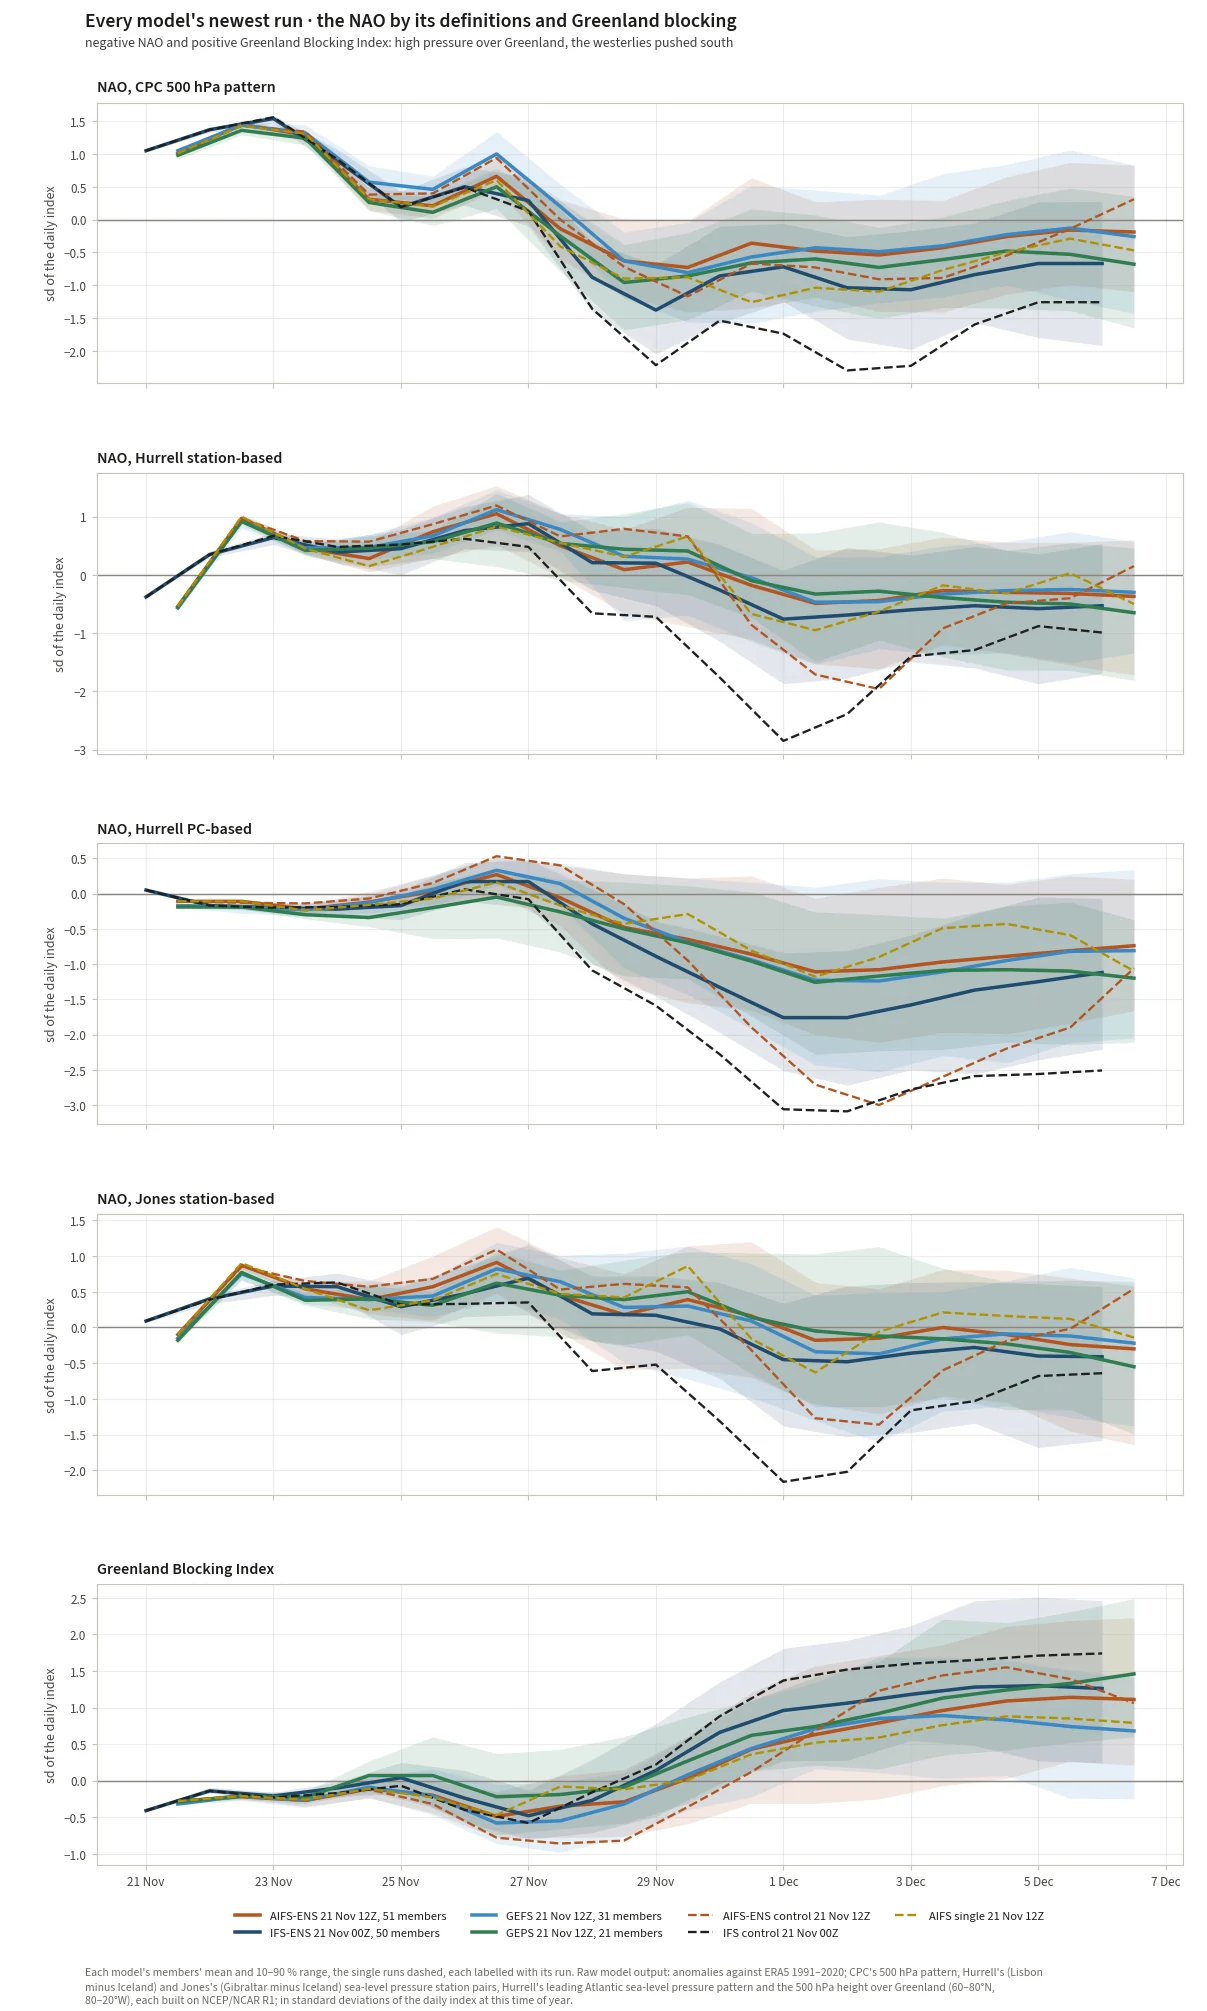 Every model's newest run · the NAO by its definitions and Greenland blocking
negative NAO and positive Greenland Blocking Index: high pressure over Greenland, the westerlies pushed south
NAO, CPC 500 hPa pattern
sd of the daily index
1.5
1.0
0.5
0.0
−0.5
−1.0
−1.5
−2.0
NAO, Hurrell station-based
sd of the daily index
1
0
−1
−2
−3
NAO, Hurrell PC-based
sd of the daily index
0.5
0.0
−0.5
−1.0
−1.5
−2.0
−2.5
−3.0
NAO, Jones station-based
sd of the daily index
1.5
1.0
0.5
0.0
−0.5
−1.0
−1.5
−2.0
Greenland Blocking Index
sd of the daily index
2.5
2.0
1.5
1.0
0.5
0.0
−0.5
−1.0
21 Nov 23 Nov 25 Nov 27 Nov 29 Nov 1 Dec 3 Dec 5 Dec 7 Dec
AIFS-ENS 21 Nov 12Z, 51 members GEFS 21 Nov 12Z, 31 members AIFS-ENS control 21 Nov 12Z AIFS single 21 Nov 12Z
IFS-ENS 21 Nov 00Z, 50 members GEPS 21 Nov 12Z, 21 members IFS control 21 Nov 00Z
Each model's members' mean and 10–90 % range, the single runs dashed, each labelled with its run. Raw model output: anomalies against ERA5 1991–2020; CPC's 500 hPa pattern, Hurrell's (Lisbon
minus Iceland) and Jones's (Gibraltar minus Iceland) sea-level pressure station pairs, Hurrell's leading Atlantic sea-level pressure pattern and the 500 hPa height over Greenland (60–80°N,
80–20°W), each built on NCEP/NCAR R1; in standard deviations of the daily index at this time of year.